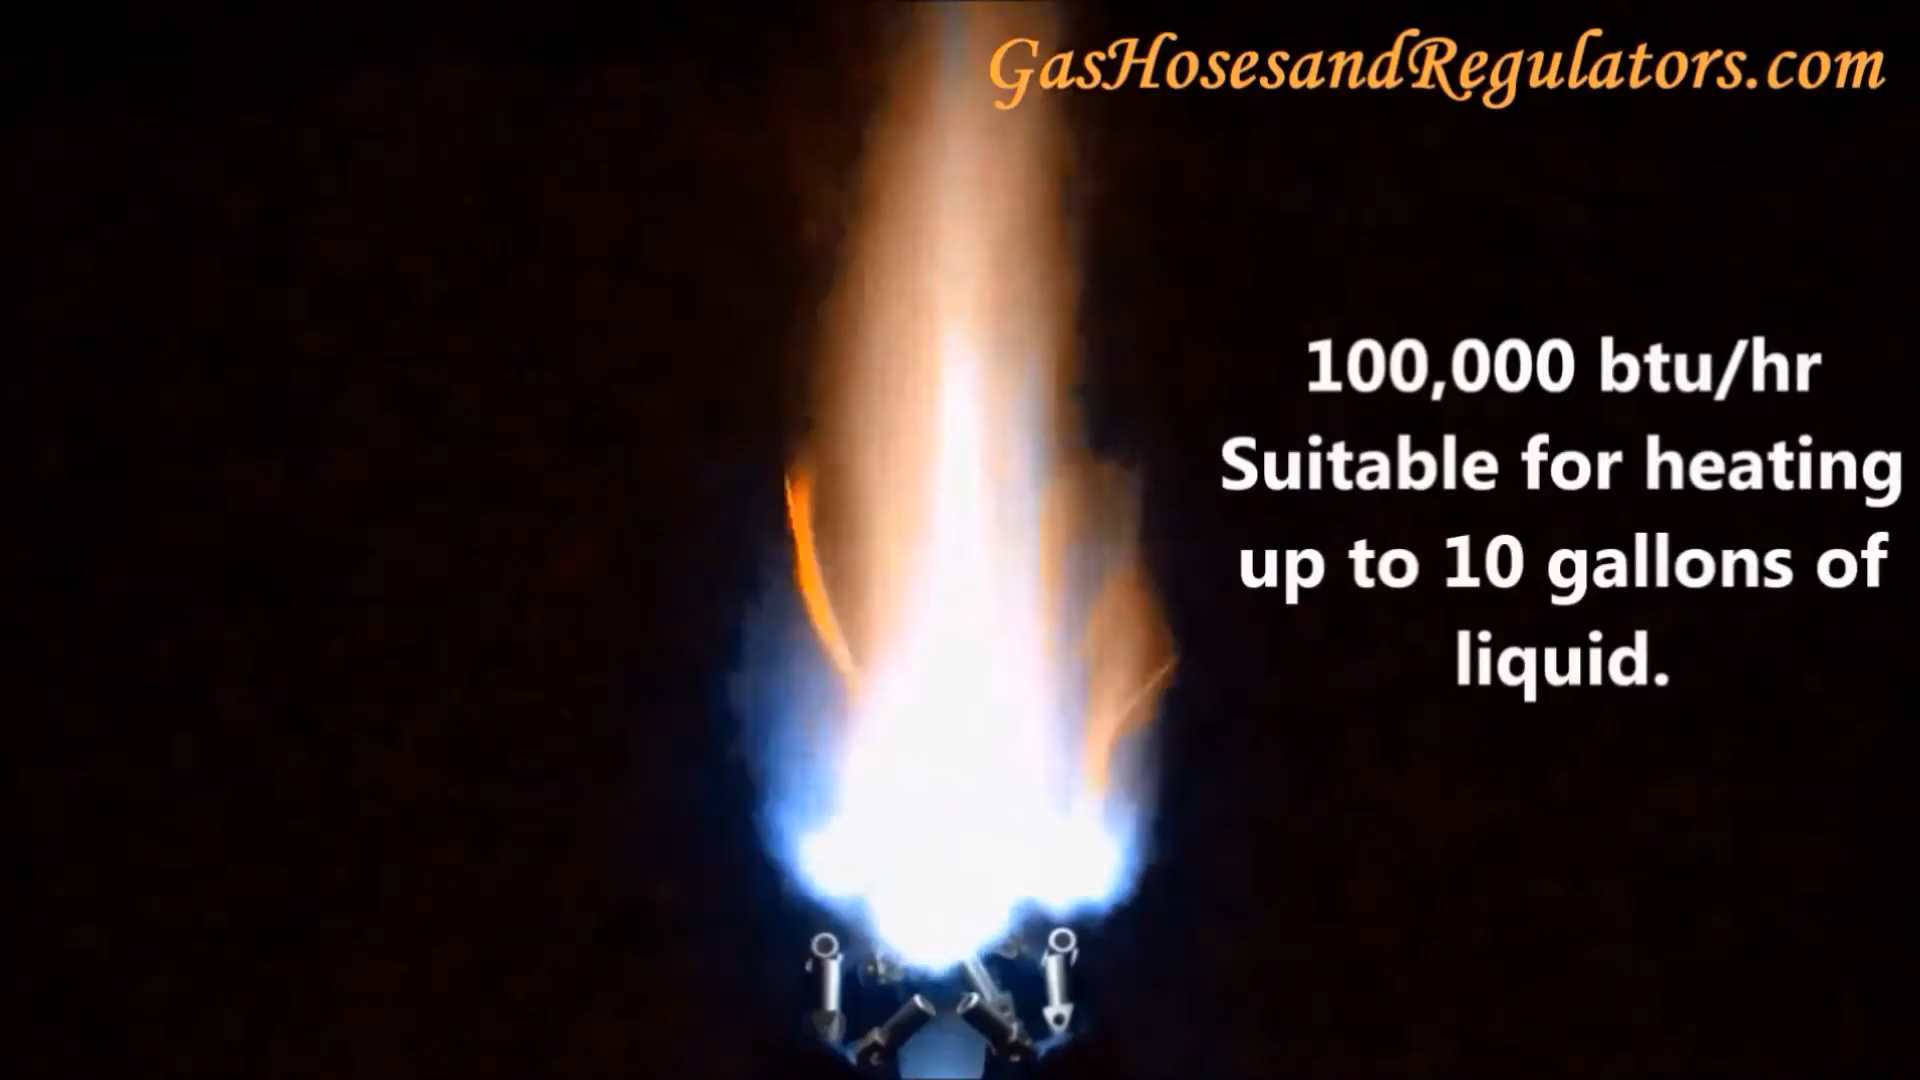 GasHosesandRegulators.com
100,000 btu/hr
Suitable for heating
up to 10 gallons of
liquid.